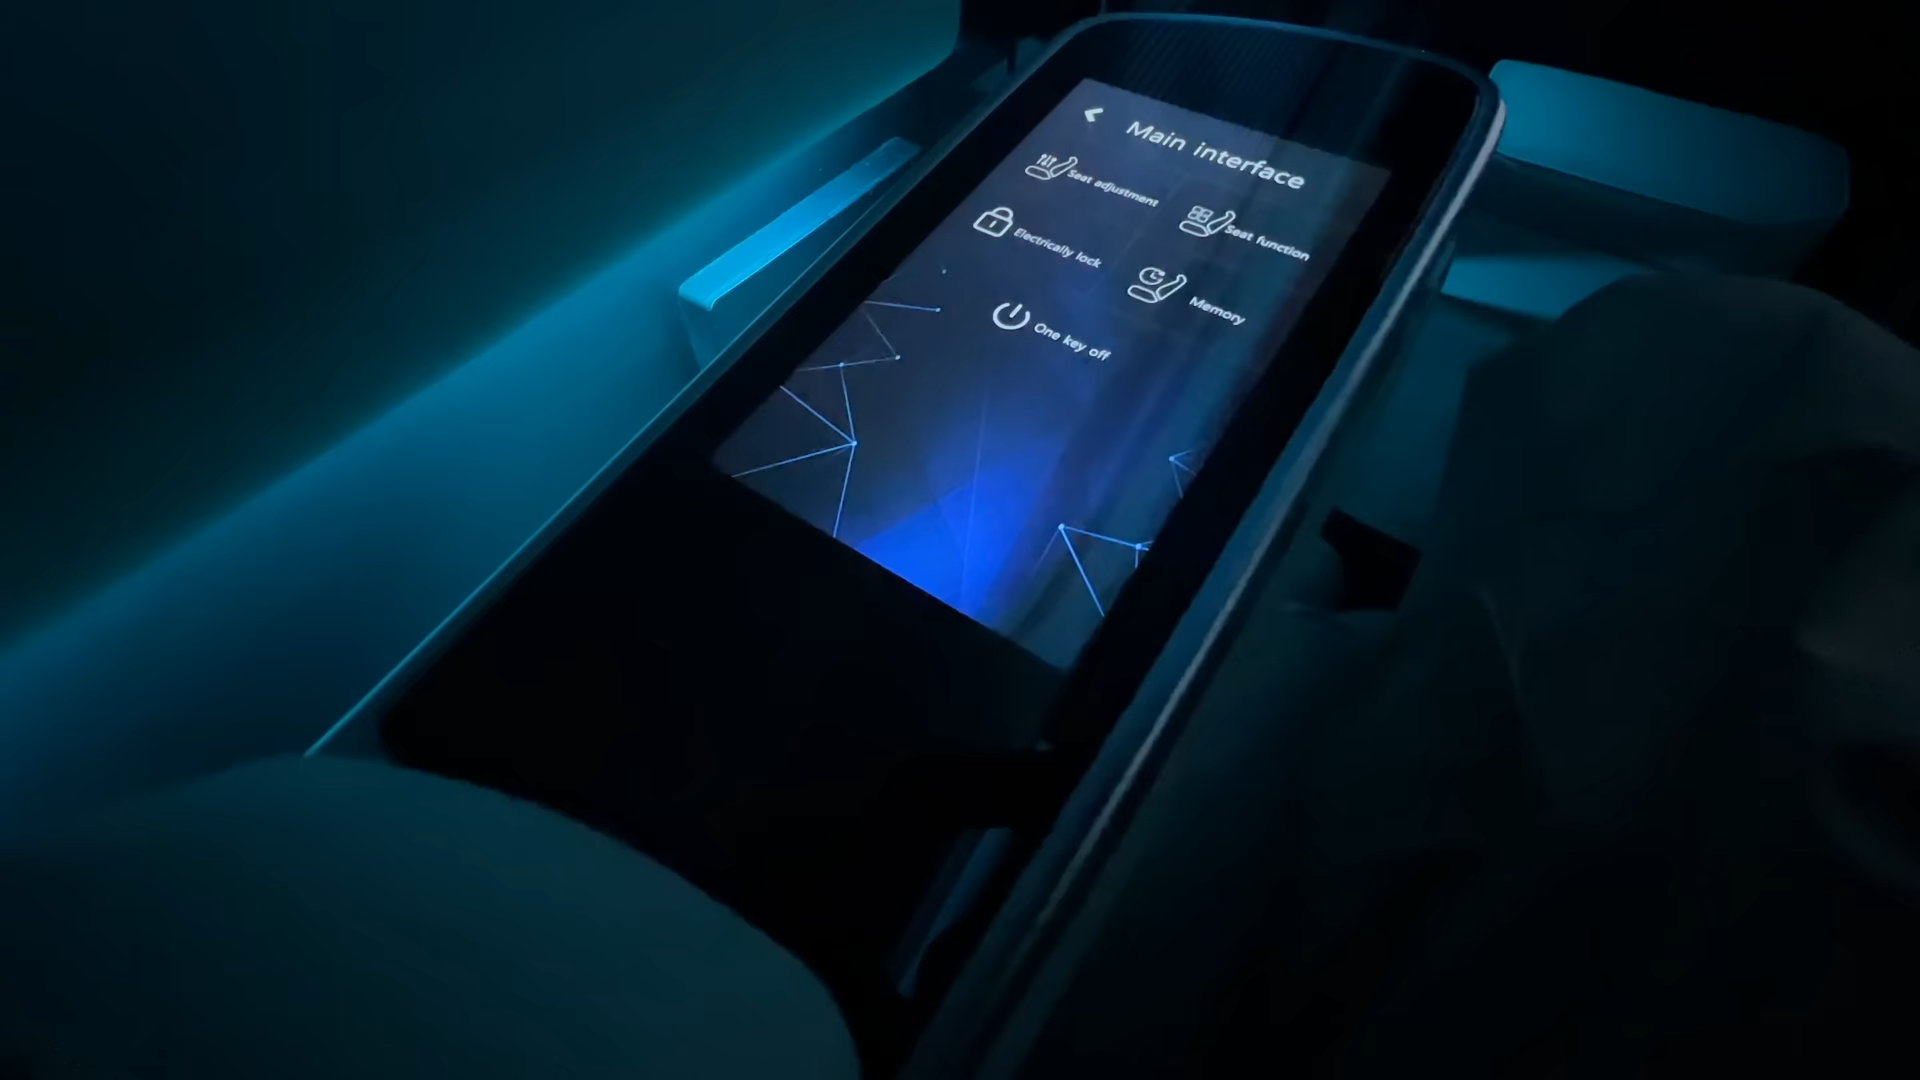 Main interface
Seat adjustment
Seat function
Electrically lock
Memory
One key off